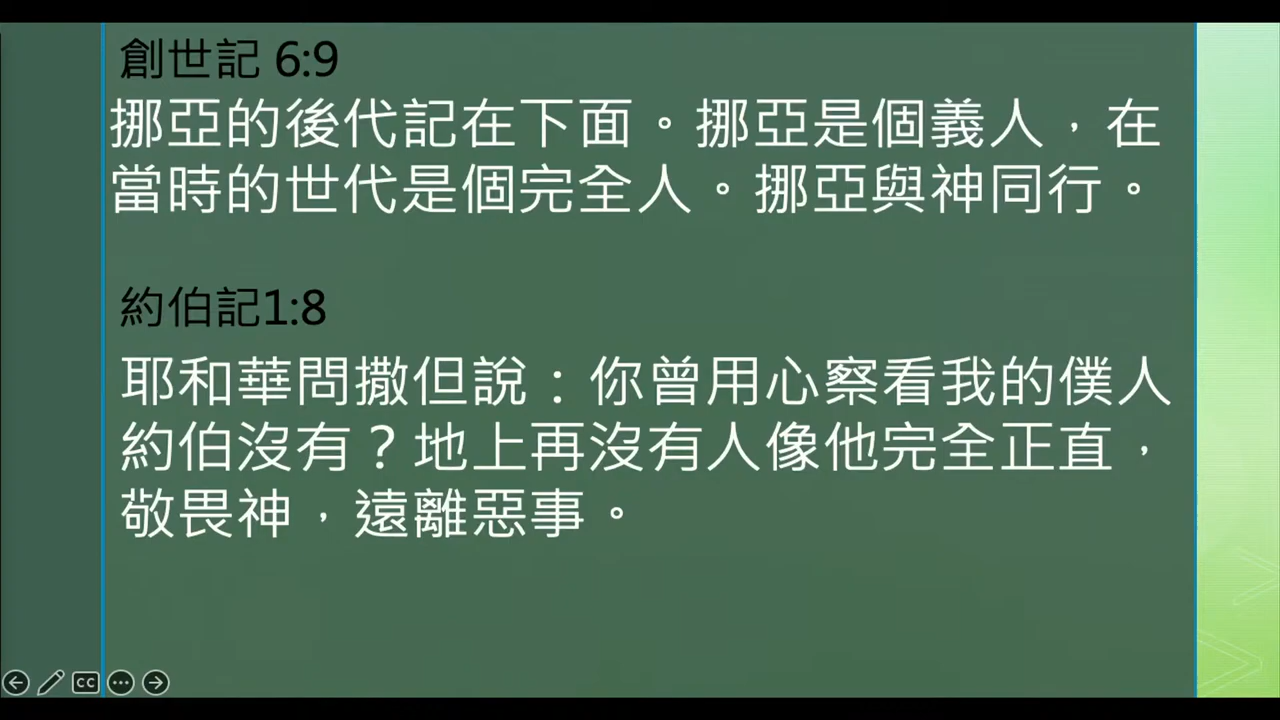 創世記 6:9
挪亞的後代記在下面。挪亞是個義人，在
當時的世代是個完全人。挪亞與神同行。
約伯記1:8
耶和華問撒但說：你曾用心察看我的僕人
約伯沒有？地上再沒有人像他完全正直，
敬畏神，遠離惡事。
CC